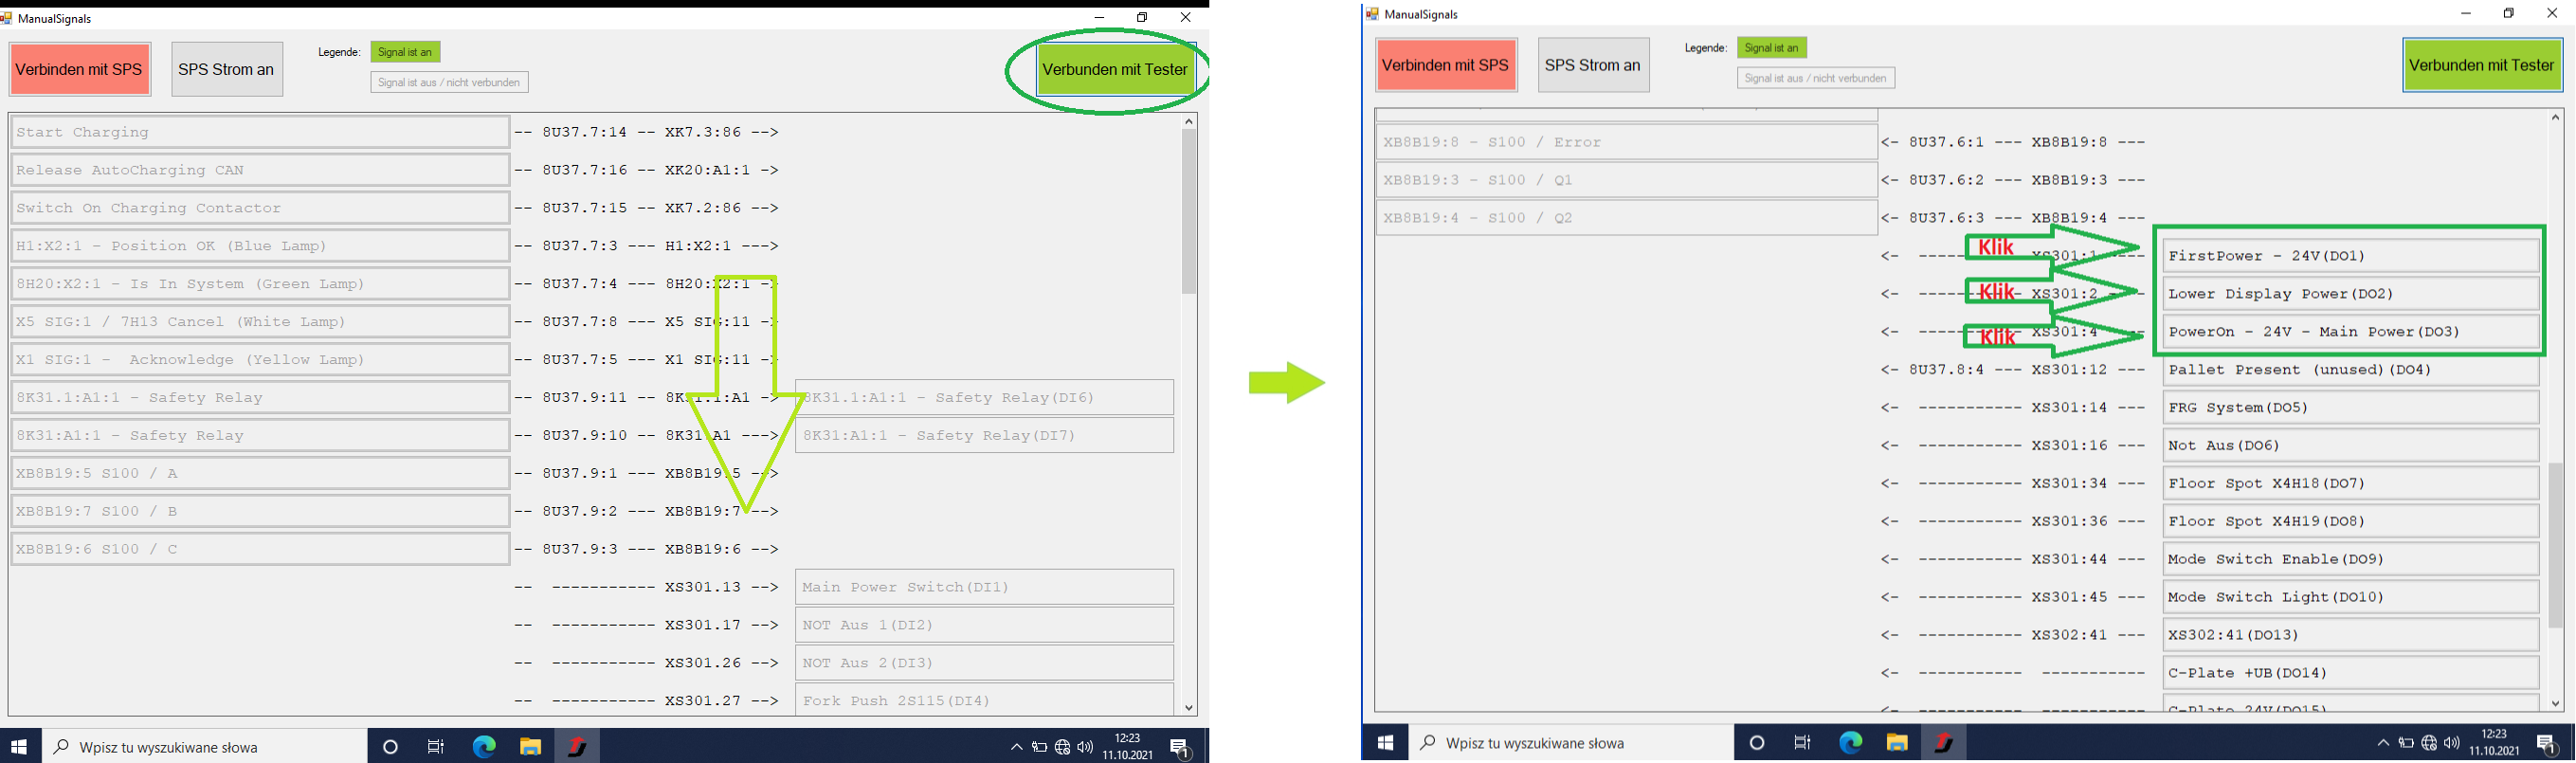 ManualSignals
Verbinden mit SPS
SPS Strom an
Legende:
Signal ist an
Signal ist aus / nicht verbunden
Verbunden mit Tester
Start Charging -- 8U37.7:14 -- XK7.3:86 -->
Release AutoCharging CAN -- 8U37.7:16 -- XK20:A1:1 ->
Switch On Charging Contactor -- 8U37.7:15 -- XK7.2:86 -->
H1:X2:1 - Position OK (Blue Lamp) -- 8U37.7:3 --- H1:X2:1 --->
8H20:X2:1 - Is In System (Green Lamp) -- 8U37.7:4 --- 8H20:X2:1 ->
X5 SIG:1 / 7H13 Cancel (White Lamp) -- 8U37.7:8 --- X5 SIG:11 ->
X1 SIG:1 -  Acknowledge (Yellow Lamp) -- 8U37.7:5 --- X1 SIG:11 ->
8K31.1:A1:1 - Safety Relay -- 8U37.9:11 -- 8K31.1:A1 -> 8K31.1:A1:1 - Safety Relay(DI6)
8K31:A1:1 - Safety Relay -- 8U37.9:10 -- 8K31:A1 ---> 8K31:A1:1 - Safety Relay(DI7)
XB8B19:5 S100 / A -- 8U37.9:1 --- XB8B19:5 -->
XB8B19:7 S100 / B -- 8U37.9:2 --- XB8B19:7 -->
XB8B19:6 S100 / C -- 8U37.9:3 --- XB8B19:6 -->
--  ----------- XS301.13 --> Main Power Switch(DI1)
--  ----------- XS301.17 --> NOT Aus 1(DI2)
--  ----------- XS301.26 --> NOT Aus 2(DI3)
--  ----------- XS301.27 --> Fork Push 2S115(DI4)
Wpisz tu wyszukiwane słowa
12:23
11.10.2021
1
ManualSignals
Verbinden mit SPS
SPS Strom an
Legende:
Signal ist an
Signal ist aus / nicht verbunden
Verbunden mit Tester
XB8B19:8 - S100 / Error <- 8U37.6:1 --- XB8B19:8 ---
XB8B19:3 - S100 / Q1 <- 8U37.6:2 --- XB8B19:3 ---
XB8B19:4 - S100 / Q2 <- 8U37.6:3 --- XB8B19:4 ---
<- ----------- XS301:1 ---- Klik FirstPower - 24V(DO1)
<- ----------- XS301:2 ---- Klik Lower Display Power(DO2)
<- ----------- XS301:4 ---- Klik PowerOn - 24V - Main Power(DO3)
<- 8U37.8:4 --- XS301:12 --- Pallet Present (unused)(DO4)
<-  ----------- XS301:14 --- FRG System(DO5)
<-  ----------- XS301:16 --- Not Aus(DO6)
<-  ----------- XS301:34 --- Floor Spot X4H18(DO7)
<-  ----------- XS301:36 --- Floor Spot X4H19(DO8)
<-  ----------- XS301:44 --- Mode Switch Enable(DO9)
<-  ----------- XS301:45 --- Mode Switch Light(DO10)
<-  ----------- XS302:41 --- XS302:41(DO13)
<-  -----------  ----------- C-Plate +UB(DO14)
<-  -----------  ----------- C-Plate 24V(DO15)
Wpisz tu wyszukiwane słowa
12:23
11.10.2021
1